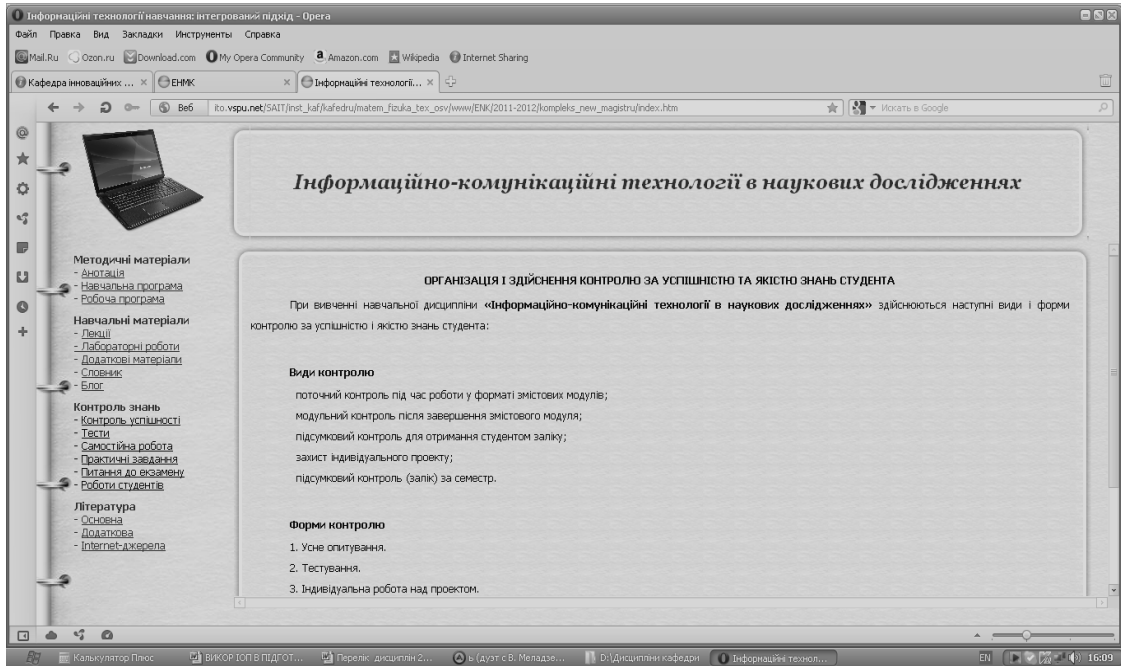 Інформаційні технології навчання: інтегрований підхід - Opera
Файл Правка Вид Закладки Инструменты Справка
Mail.Ru Ozon.ru Download.com My Opera Community Amazon.com Wikipedia Internet Sharing
Кафедра інноваційних ... ЕНМК Інформаційні технології...
Веб ito.vspu.net/SAIT/inst_kaf/kafedru/matem_fizuka_tex_osv/www/ENK/2011-2012/kompleks_new_magistru/index.htm Искать в Google
Інформаційно-комунікаційні технології в наукових дослідженнях
Методичні матеріали
- Анотація
- Навчальна програма
- Робоча програма
Навчальні матеріали
- Лекції
- Лабораторні роботи
- Додаткові матеріали
- Словник
- Блог
Контроль знань
- Контроль успішності
- Тести
- Самостійна робота
- Практичні завдання
- Питання до екзамену
- Роботи студентів
Література
- Основна
- Додаткова
- Internet-джерела
ОРГАНІЗАЦІЯ І ЗДІЙСНЕННЯ КОНТРОЛЮ ЗА УСПІШНІСТЮ ТА ЯКІСТЮ ЗНАНЬ СТУДЕНТА
При вивченні навчальної дисципліни «Інформаційно-комунікаційні технології в наукових дослідженнях» здійснюються наступні види і форми
контролю за успішністю і якістю знань студента:
Види контролю
поточний контроль під час роботи у форматі змістових модулів;
модульний контроль після завершення змістового модуля;
підсумковий контроль для отримання студентом заліку;
захист індивідуального проекту;
підсумковий контроль (залік) за семестр.
Форми контролю
1. Усне опитування.
2. Тестування.
3. Індивідуальна робота над проектом.
Калькулятор Плюс ВИКОР ІОП В ПІДГОТ... Перелік дисциплін 2... ь (дуэт с В. Меладзе... D:\Дисципліни кафедри Інформаційні технол... EN 16:09